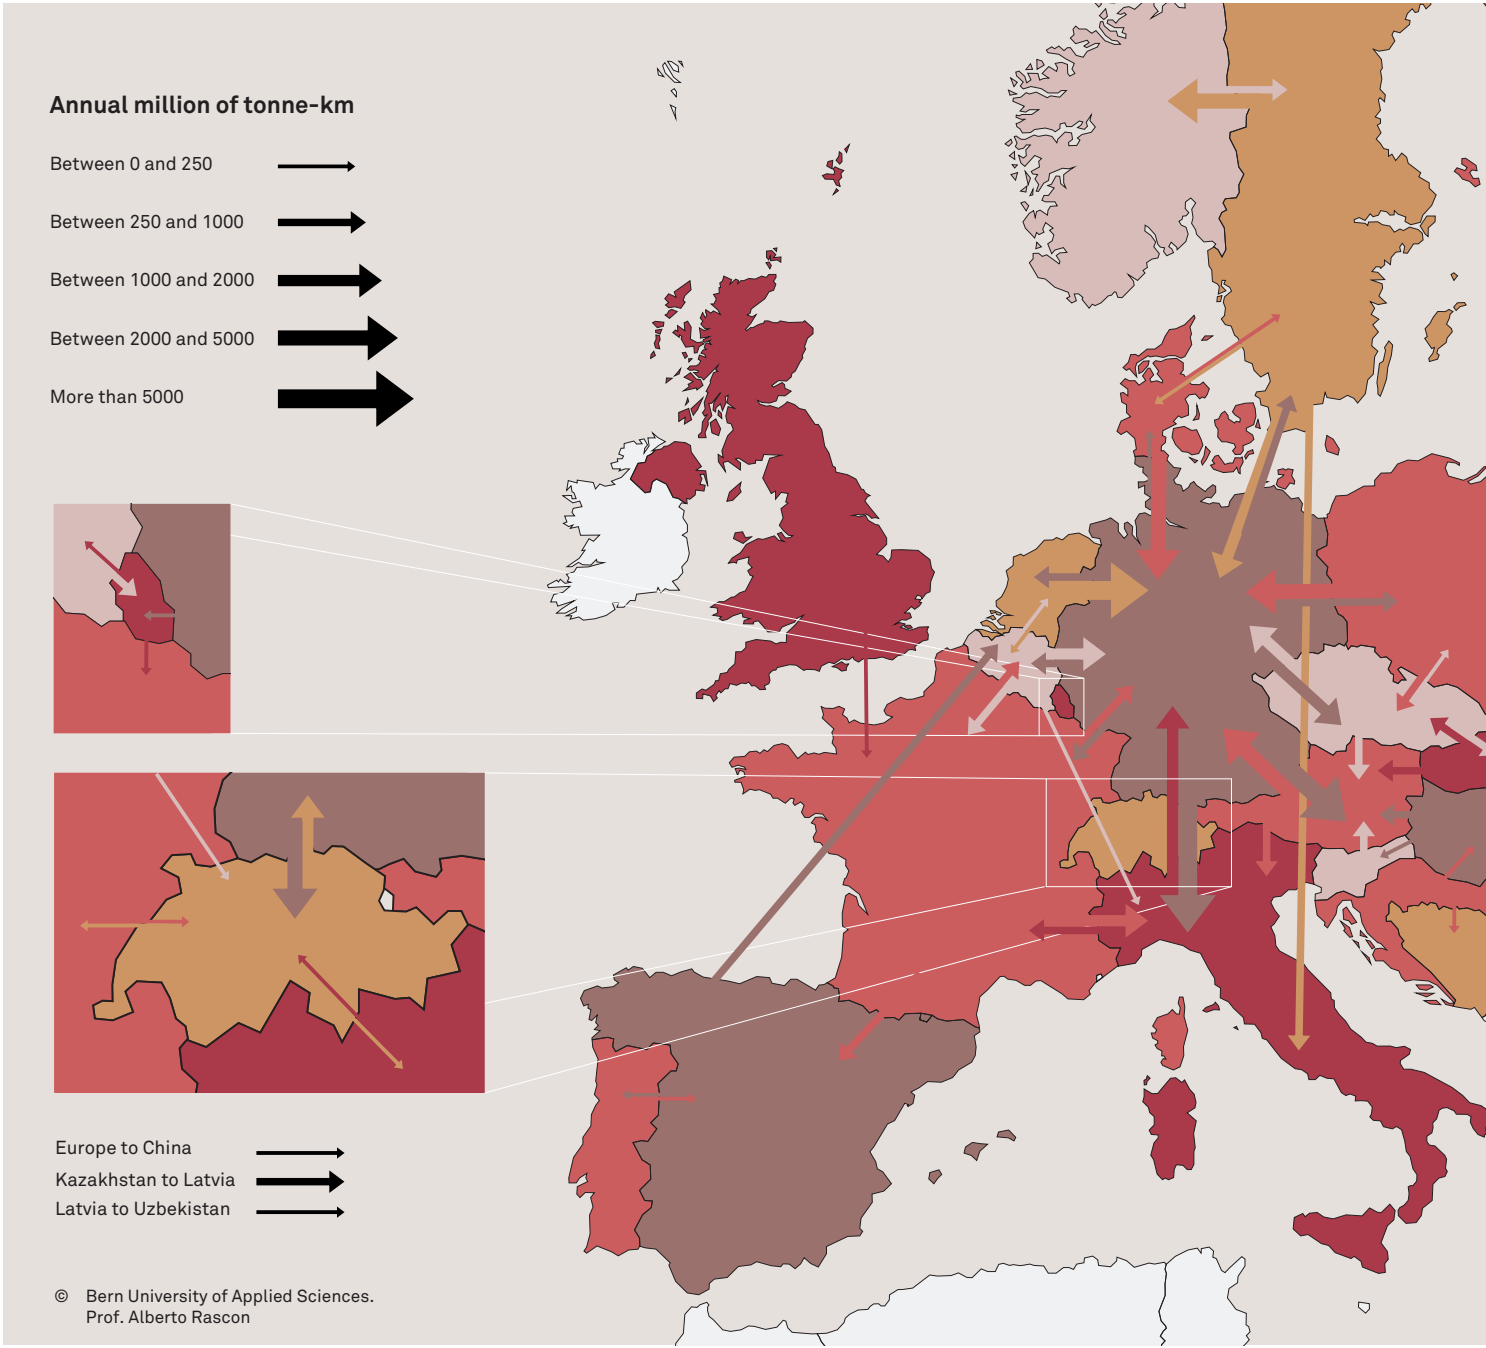 Annual million of tonne-km
Between 0 and 250
Between 250 and 1000
Between 1000 and 2000
Between 2000 and 5000
More than 5000
Europe to China
Kazakhstan to Latvia
Latvia to Uzbekistan
© Bern University of Applied Sciences.
Prof. Alberto Rascon